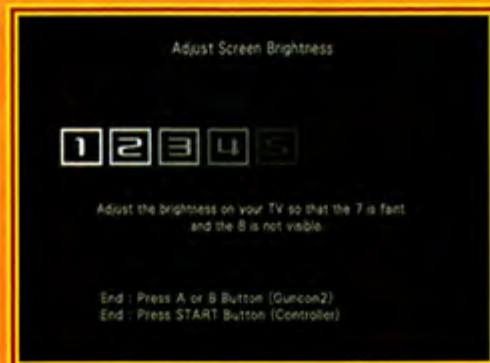 Adjust Screen Brightness
1 2 3 4 5
Adjust the brightness on your TV so that the 7 is faint
and the 8 is not visible.
End : Press A or B Button (Guncon2)
End : Press START Button (Controller)